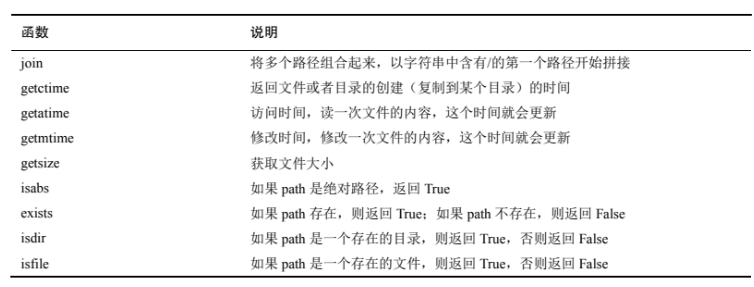 函数 说明
join 将多个路径组合起来，以字符串中含有/的第一个路径开始拼接
getctime 返回文件或者目录的创建（复制到某个目录）的时间
getatime 访问时间，读一次文件的内容，这个时间就会更新
getmtime 修改时间，修改一次文件的内容，这个时间就会更新
getsize 获取文件大小
isabs 如果 path 是绝对路径，返回 True
exists 如果 path 存在，则返回 True；如果 path 不存在，则返回 False
isdir 如果 path 是一个存在的目录，则返回 True，否则返回 False
isfile 如果 path 是一个存在的文件，则返回 True，否则返回 False